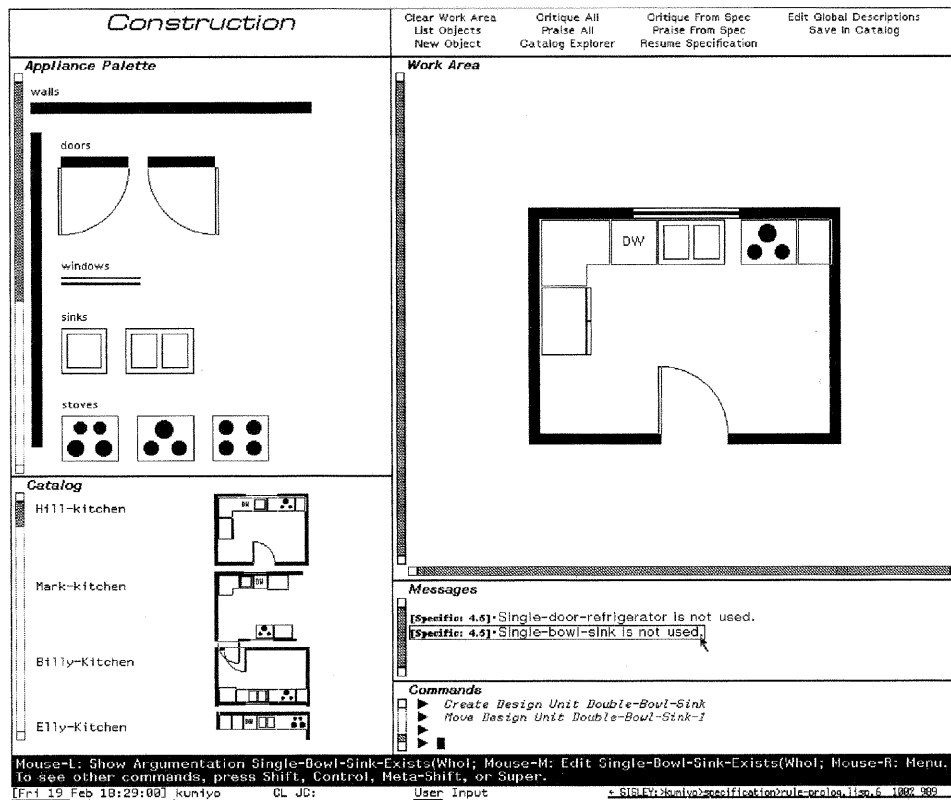 Construction
Clear Work Area
List Objects
New Object
Critique All
Praise All
Catalog Explorer
Critique From Spec
Praise From Spec
Resume Specification
Edit Global Descriptions
Save In Catalog
Appliance Palette
walls
doors
windows
sinks
stoves
Work Area
DW
Catalog
Hill-kitchen
DW
Mark-kitchen
DW
Billy-Kitchen
Elly-Kitchen
DW
Messages
[Specific: 4.5]•Single-door-refrigerator is not used.
[Specific: 4.5]•Single-bowl-sink is not used.
Commands
Create Design Unit Double-Bowl-Sink
Move Design Unit Double-Bowl-Sink-1
Mouse-L: Show Argumentation Single-Bowl-Sink-Exists(Whol; Mouse-M: Edit Single-Bowl-Sink-Exists(Whol; Mouse-R: Menu.
To see other commands, press Shift, Control, Meta-Shift, or Super.
[Fri 19 Feb 10:29:00] kumiyo CL JC: User Input